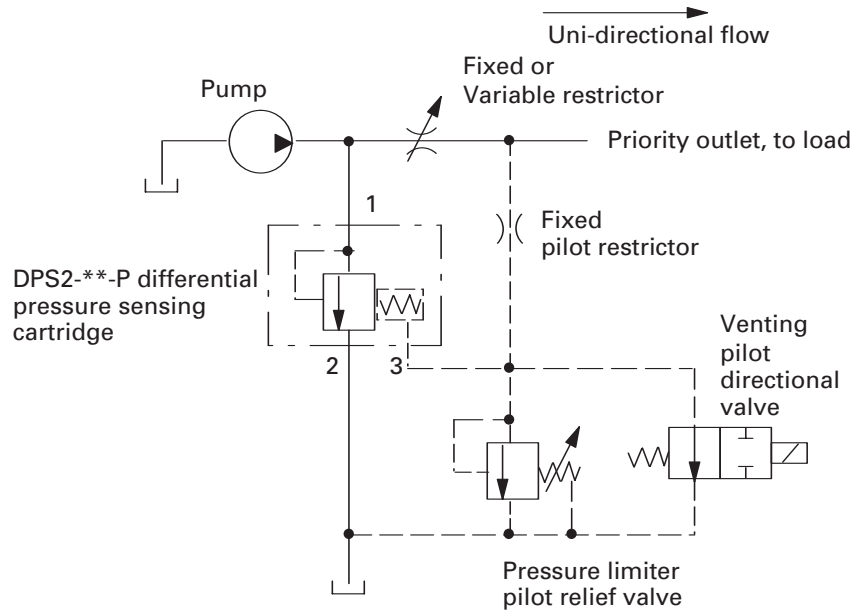 Uni-directional flow
Fixed or
Variable restrictor
Pump
Priority outlet, to load
1
Fixed
pilot restrictor
DPS2-**-P differential
pressure sensing
cartridge
2
3
Venting
pilot
directional
valve
Pressure limiter
pilot relief valve